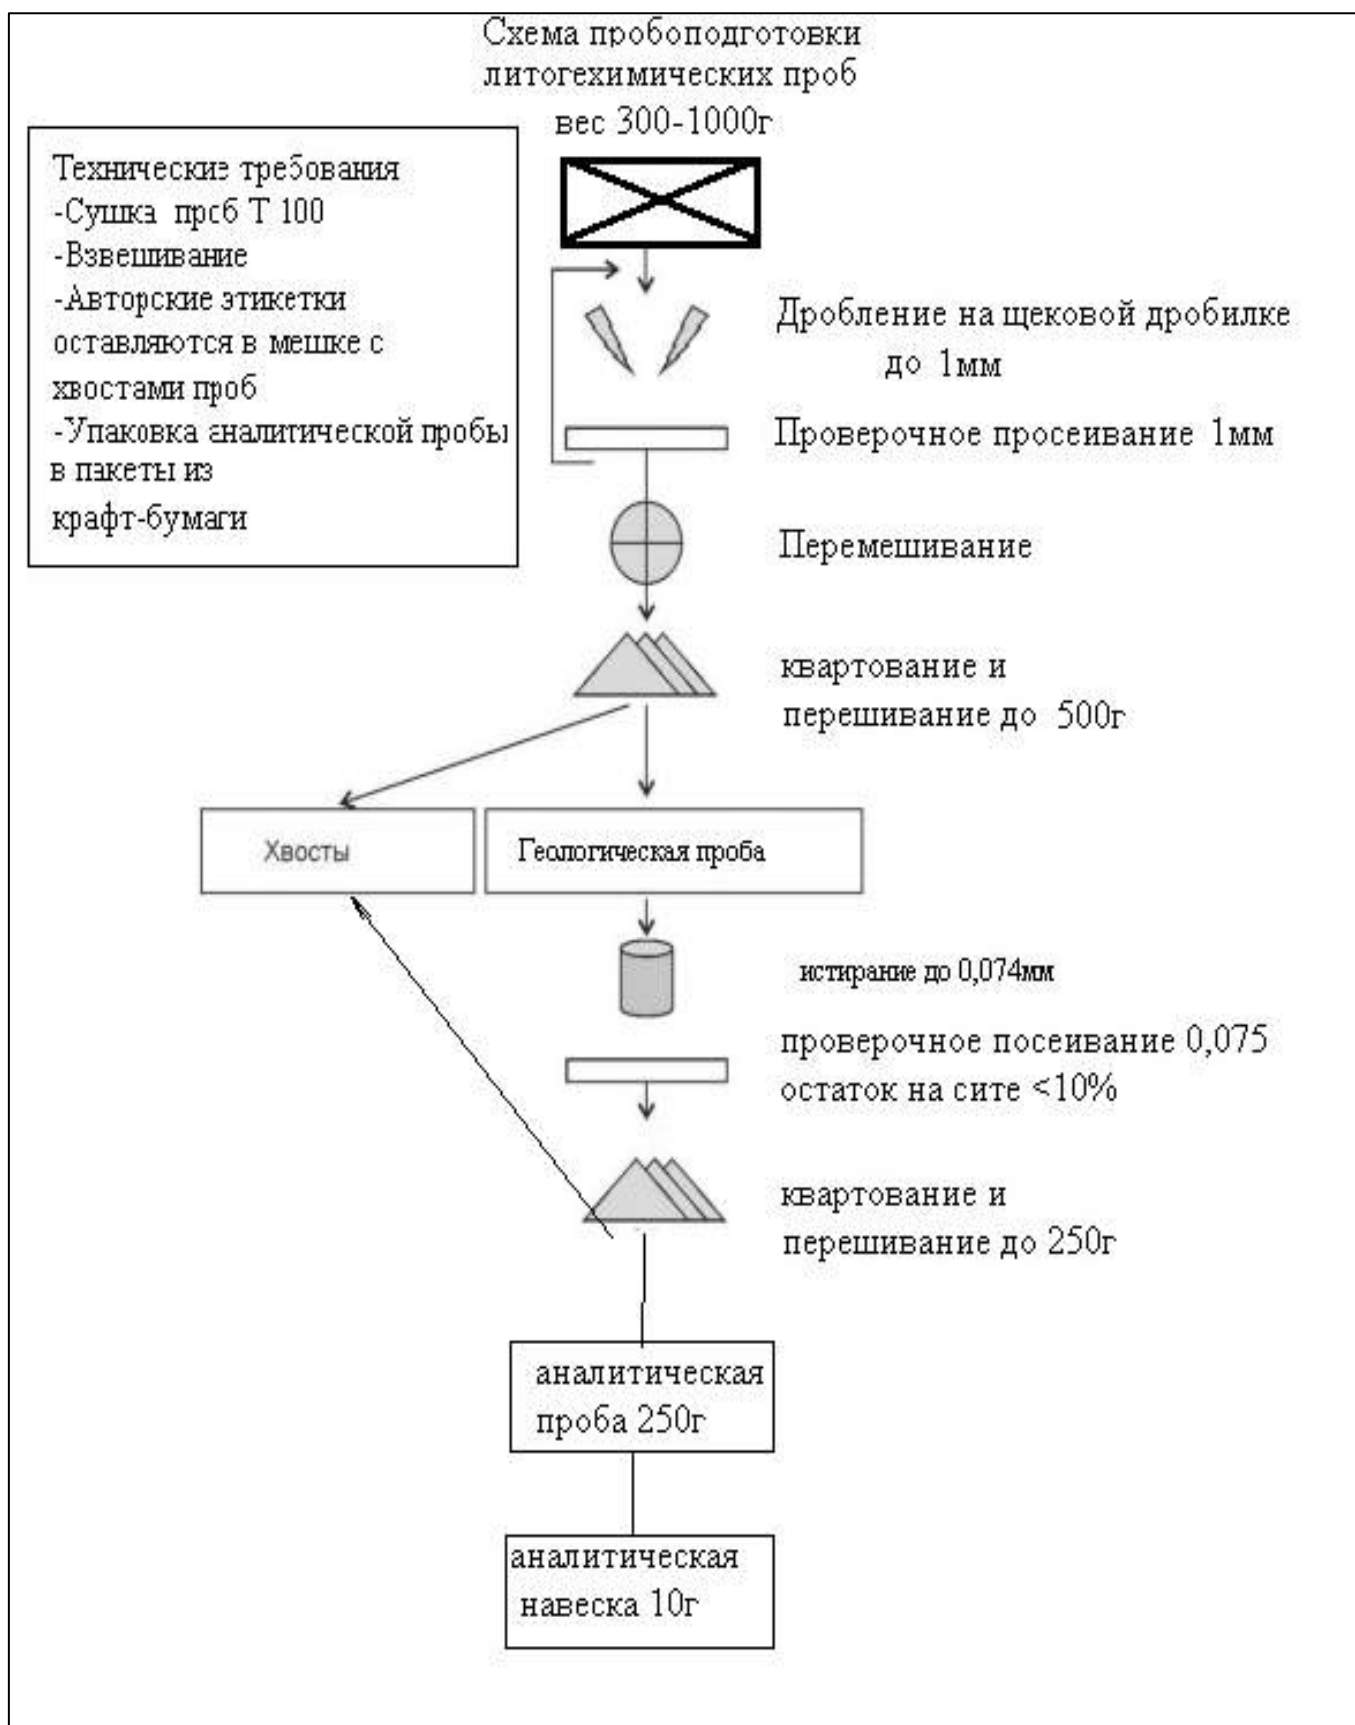 Схема пробоподготовки
литогехимических проб
вес 300-1000г
Технические требования
-Сушка проб Т 100
-Взвешивание
-Авторские этикетки
оставляются в мешке с
хвостами проб
-Упаковка аналитической пробы
в пакеты из
крафт-бумаги
Дробление на щековой дробилке
до 1мм
Проверочное просеивание 1мм
Перемешивание
квартование и
перешивание до 500г
Хвосты
Геологическая проба
истирание до 0,074мм
проверочное посеивание 0,075
остаток на сите <10%
квартование и
перешивание до 250г
аналитическая
проба 250г
аналитическая
навеска 10г